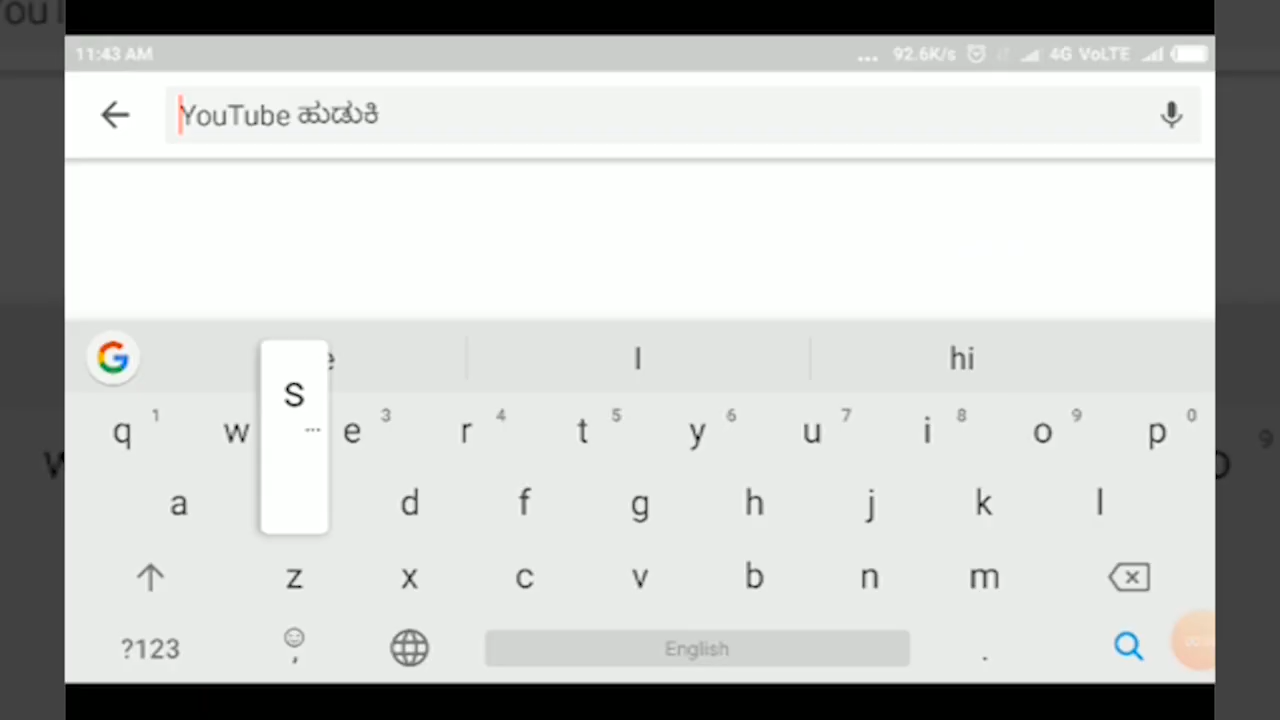 11:43 AM ... 92.6K/s 4G VoLTE
YouTube ಹುಡುಕಿ
I hi
q 1 w e 3 r 4 t 5 y 6 u 7 i 8 o 9 p 0
S
a d f g h j k l
z x c v b n m
?123 , English .